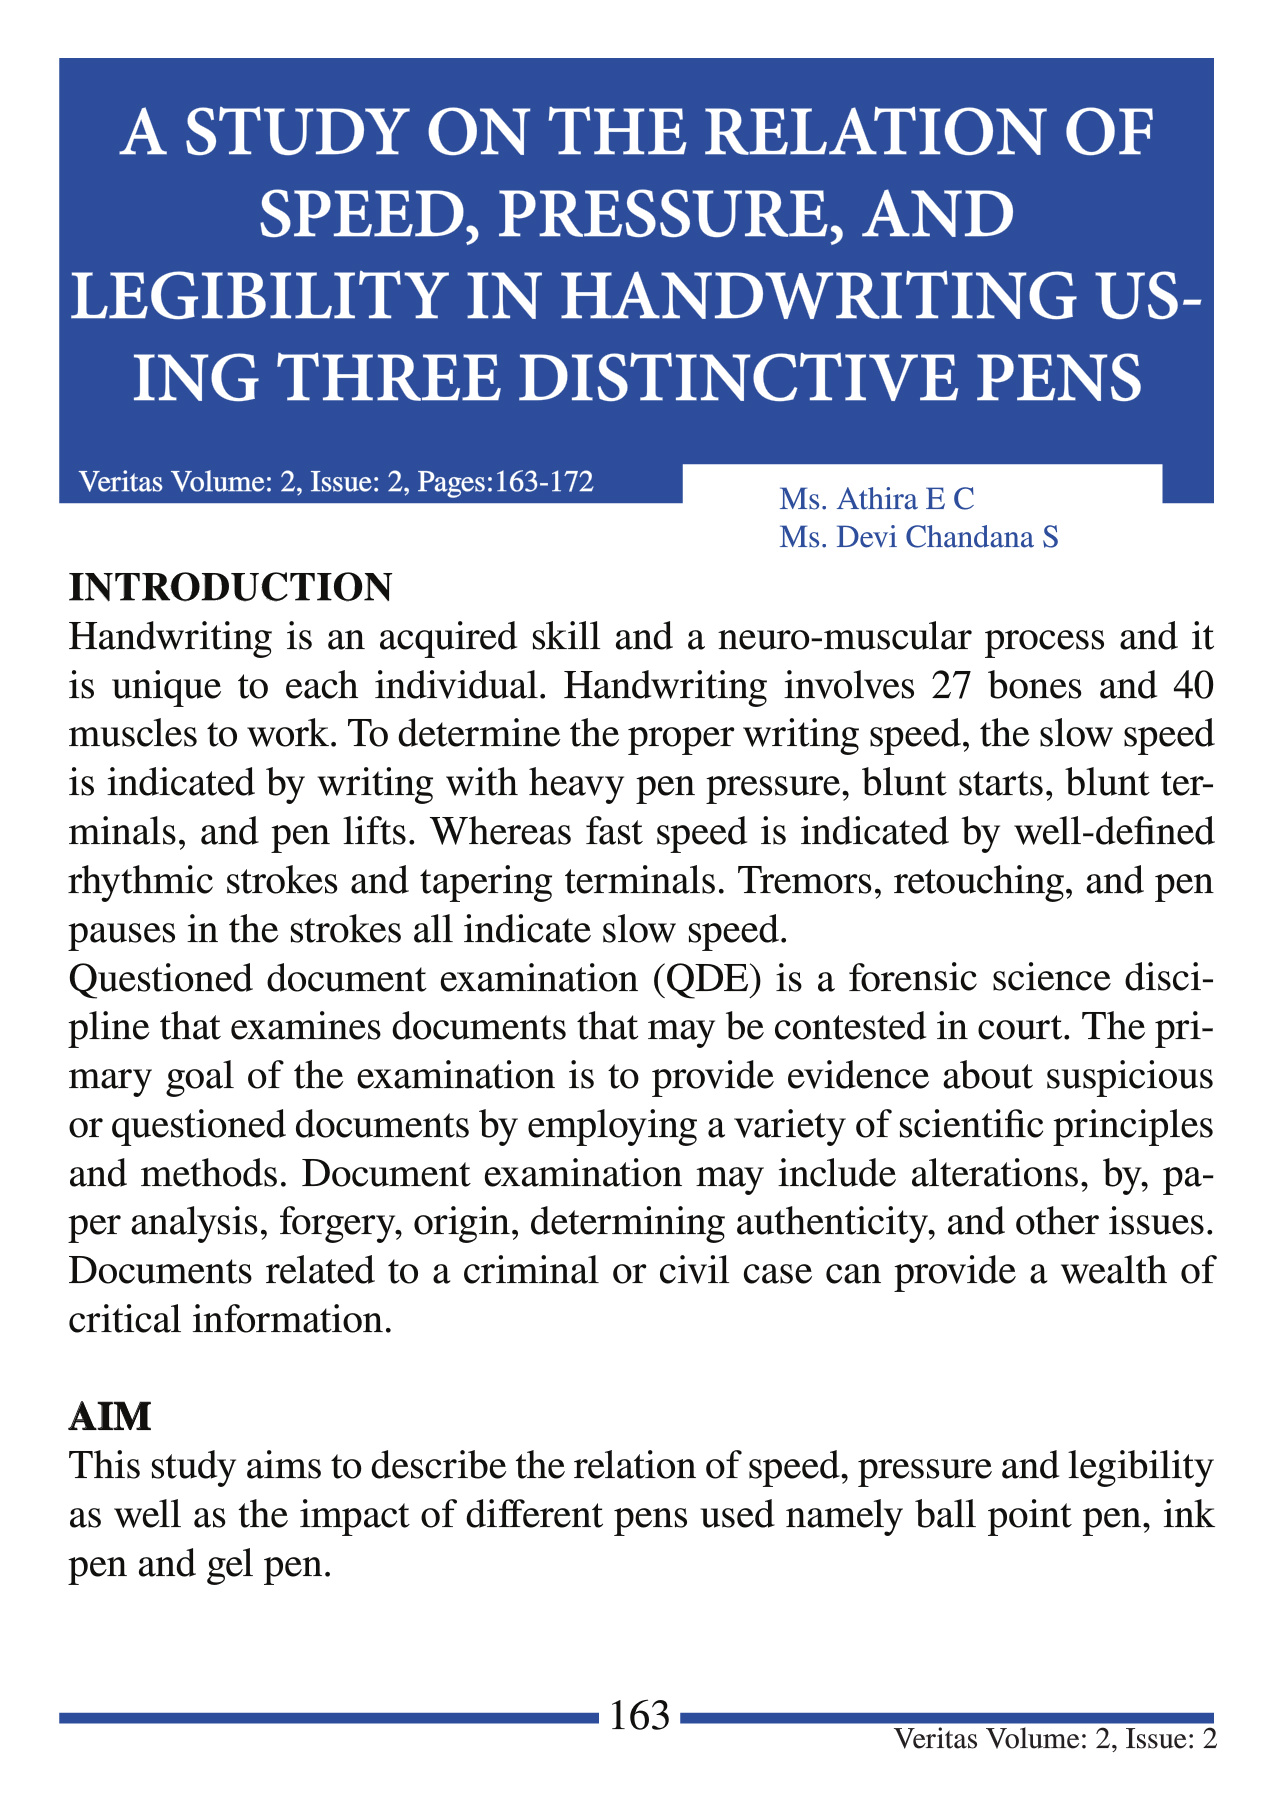 A STUDY ON THE RELATION OF
SPEED, PRESSURE, AND
LEGIBILITY IN HANDWRITING US-
ING THREE DISTINCTIVE PENS
Veritas Volume: 2, Issue: 2, Pages:163-172
Ms. Athira E C
Ms. Devi Chandana S
INTRODUCTION
Handwriting is an acquired skill and a neuro-muscular process and it
is unique to each individual. Handwriting involves 27 bones and 40
muscles to work. To determine the proper writing speed, the slow speed
is indicated by writing with heavy pen pressure, blunt starts, blunt ter-
minals, and pen lifts. Whereas fast speed is indicated by well-defined
rhythmic strokes and tapering terminals. Tremors, retouching, and pen
pauses in the strokes all indicate slow speed.
Questioned document examination (QDE) is a forensic science disci-
pline that examines documents that may be contested in court. The pri-
mary goal of the examination is to provide evidence about suspicious
or questioned documents by employing a variety of scientific principles
and methods. Document examination may include alterations, by, pa-
per analysis, forgery, origin, determining authenticity, and other issues.
Documents related to a criminal or civil case can provide a wealth of
critical information.
AIM
This study aims to describe the relation of speed, pressure and legibility
as well as the impact of different pens used namely ball point pen, ink
pen and gel pen.
163
Veritas Volume: 2, Issue: 2